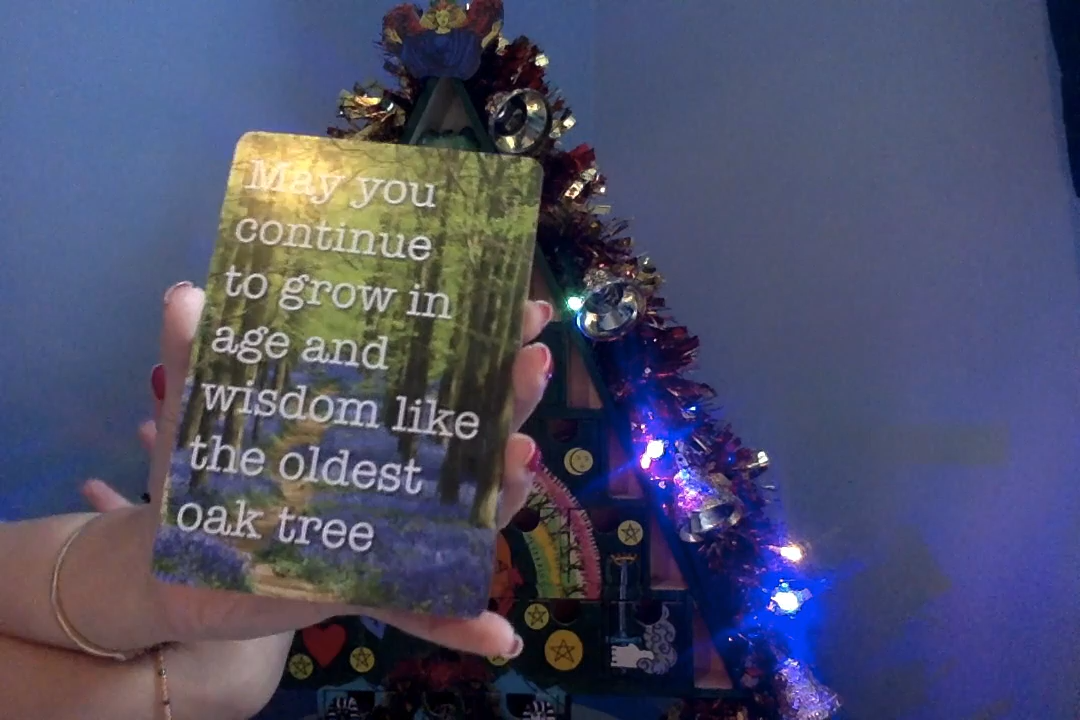 May you
continue
to grow in
age and
wisdom like
the oldest
oak tree